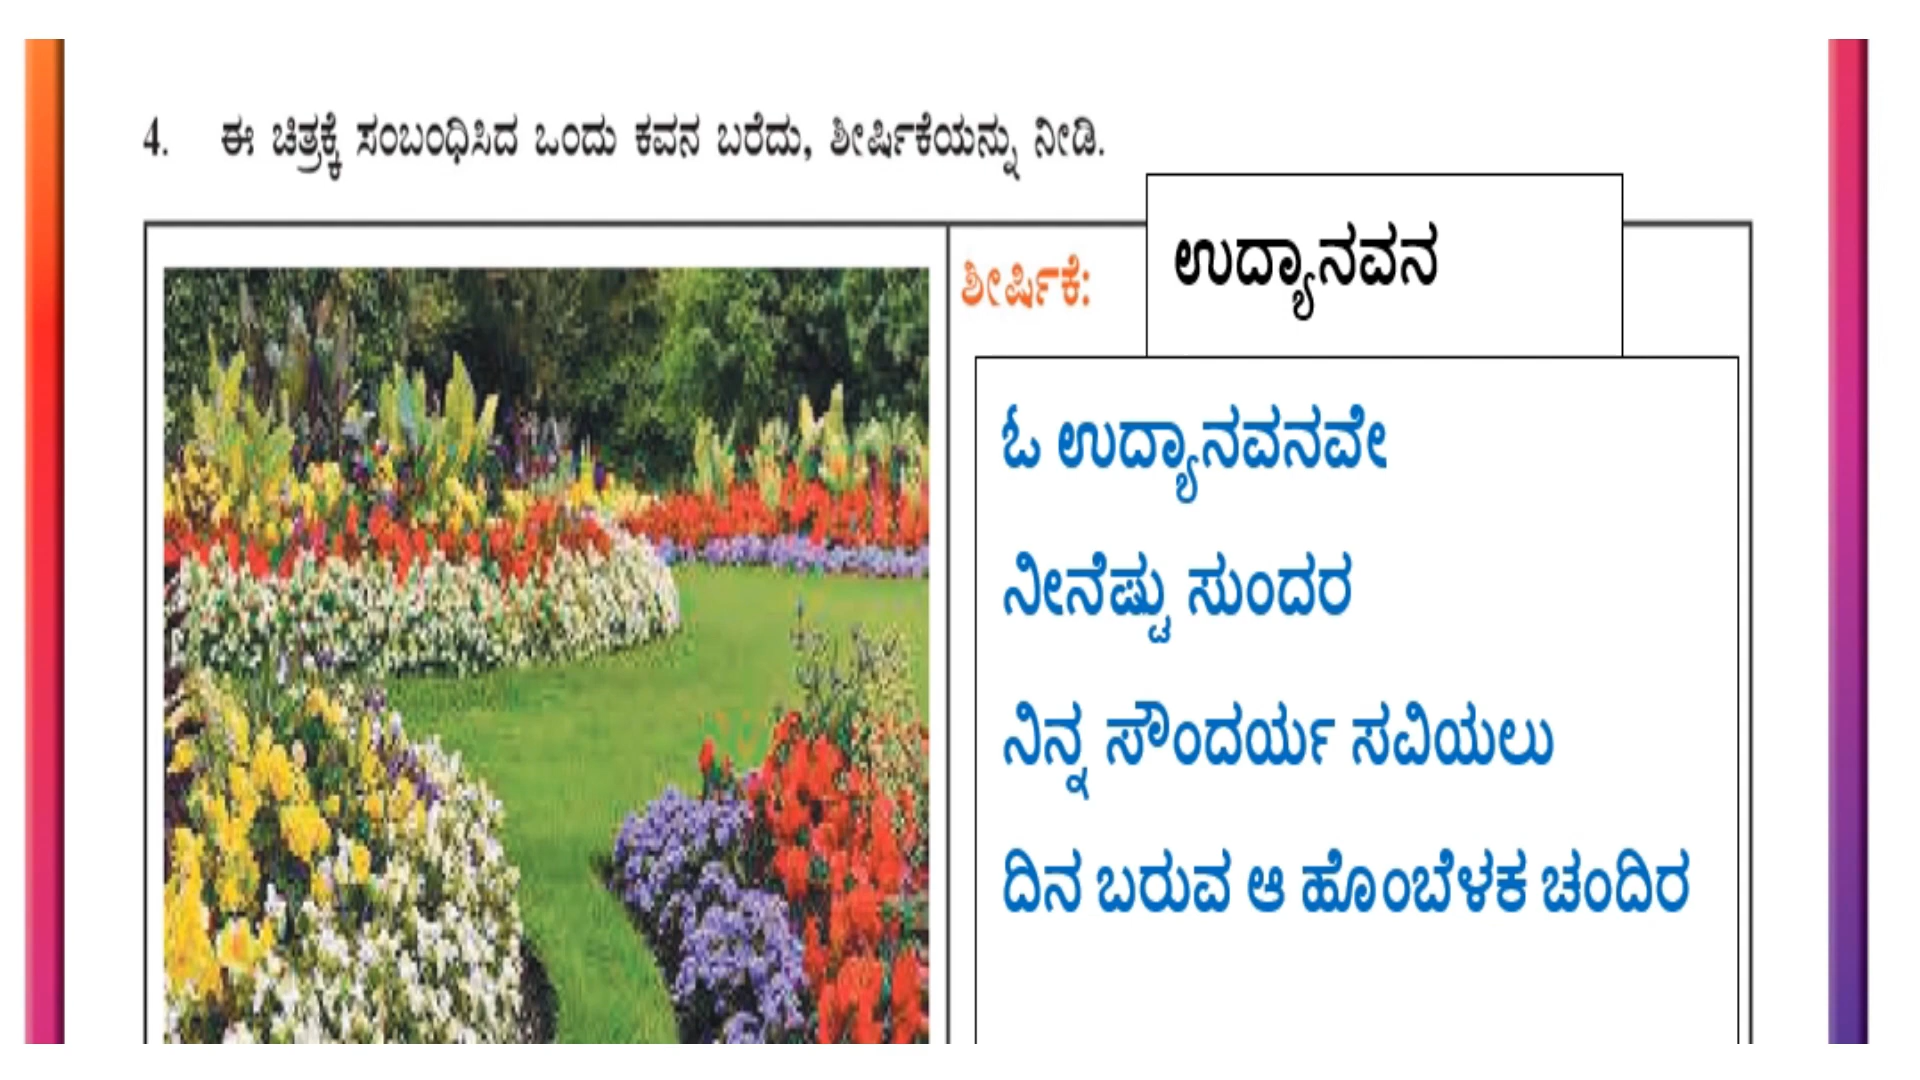 4. ಈ ಚಿತ್ರಕ್ಕೆ ಸಂಬಂಧಿಸಿದ ಒಂದು ಕವನ ಬರೆದು, ಶೀರ್ಷಿಕೆಯನ್ನು ನೀಡಿ.
ಶೀರ್ಷಿಕೆ: ಉದ್ಯಾನವನ
ಓ ಉದ್ಯಾನವನವೇ
ನೀನೆಷ್ಟು ಸುಂದರ
ನಿನ್ನ ಸೌಂದರ್ಯ ಸವಿಯಲು
ದಿನ ಬರುವ ಆ ಹೊಂಬೆಳಕ ಚಂದಿರ